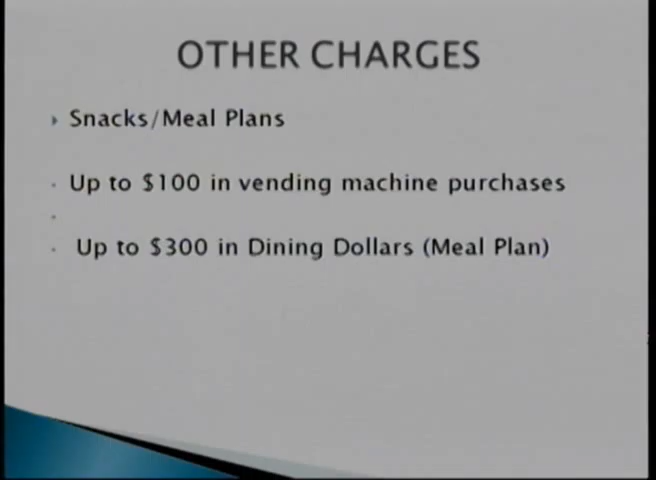 OTHER CHARGES
Snacks/Meal Plans
Up to $100 in vending machine purchases
Up to $300 in Dining Dollars (Meal Plan)